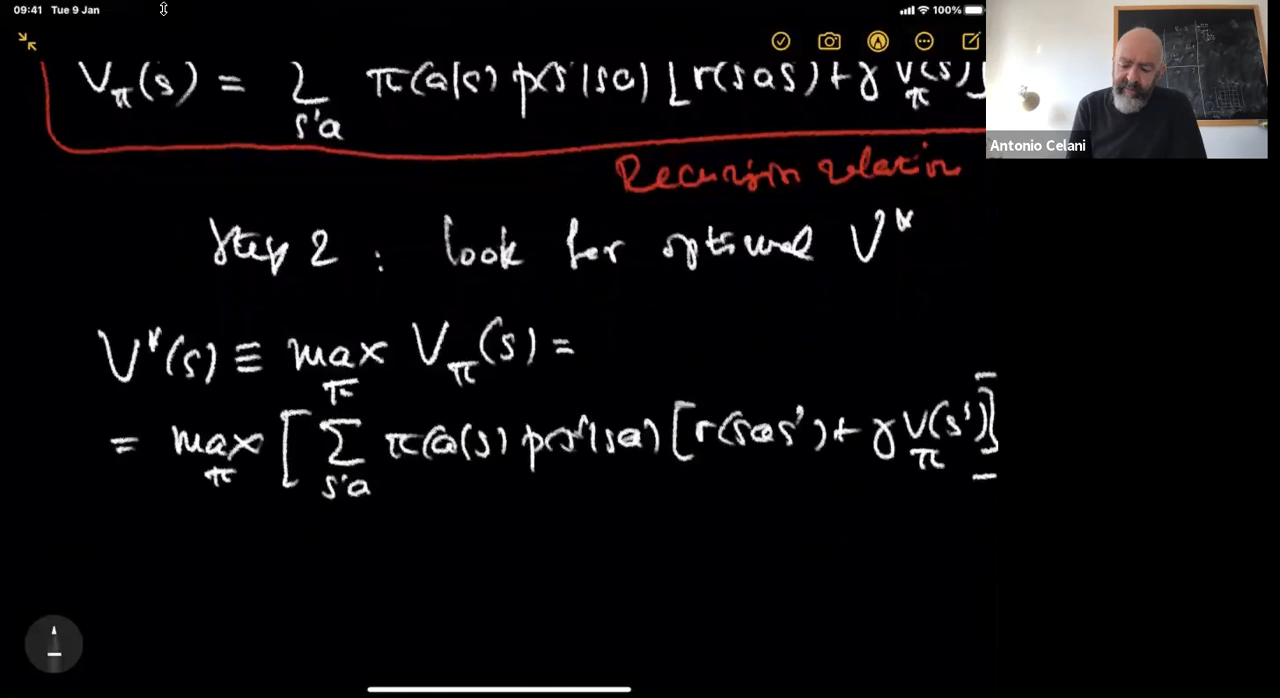 09:41 Tue 9 Jan 100%
V_π(s) = Σ_{s'a} π(a|s) p(s'|sa) [r(sas') + γ V_π(s')]
Antonio Celani
Recursion relation
Step 2 : look for optimal V*
V*(s) ≡ max_π V_π(s) =
= max_π [ Σ_{s'a} π(a|s) p(s'|sa) [r(sas') + γ V_π(s')] ]